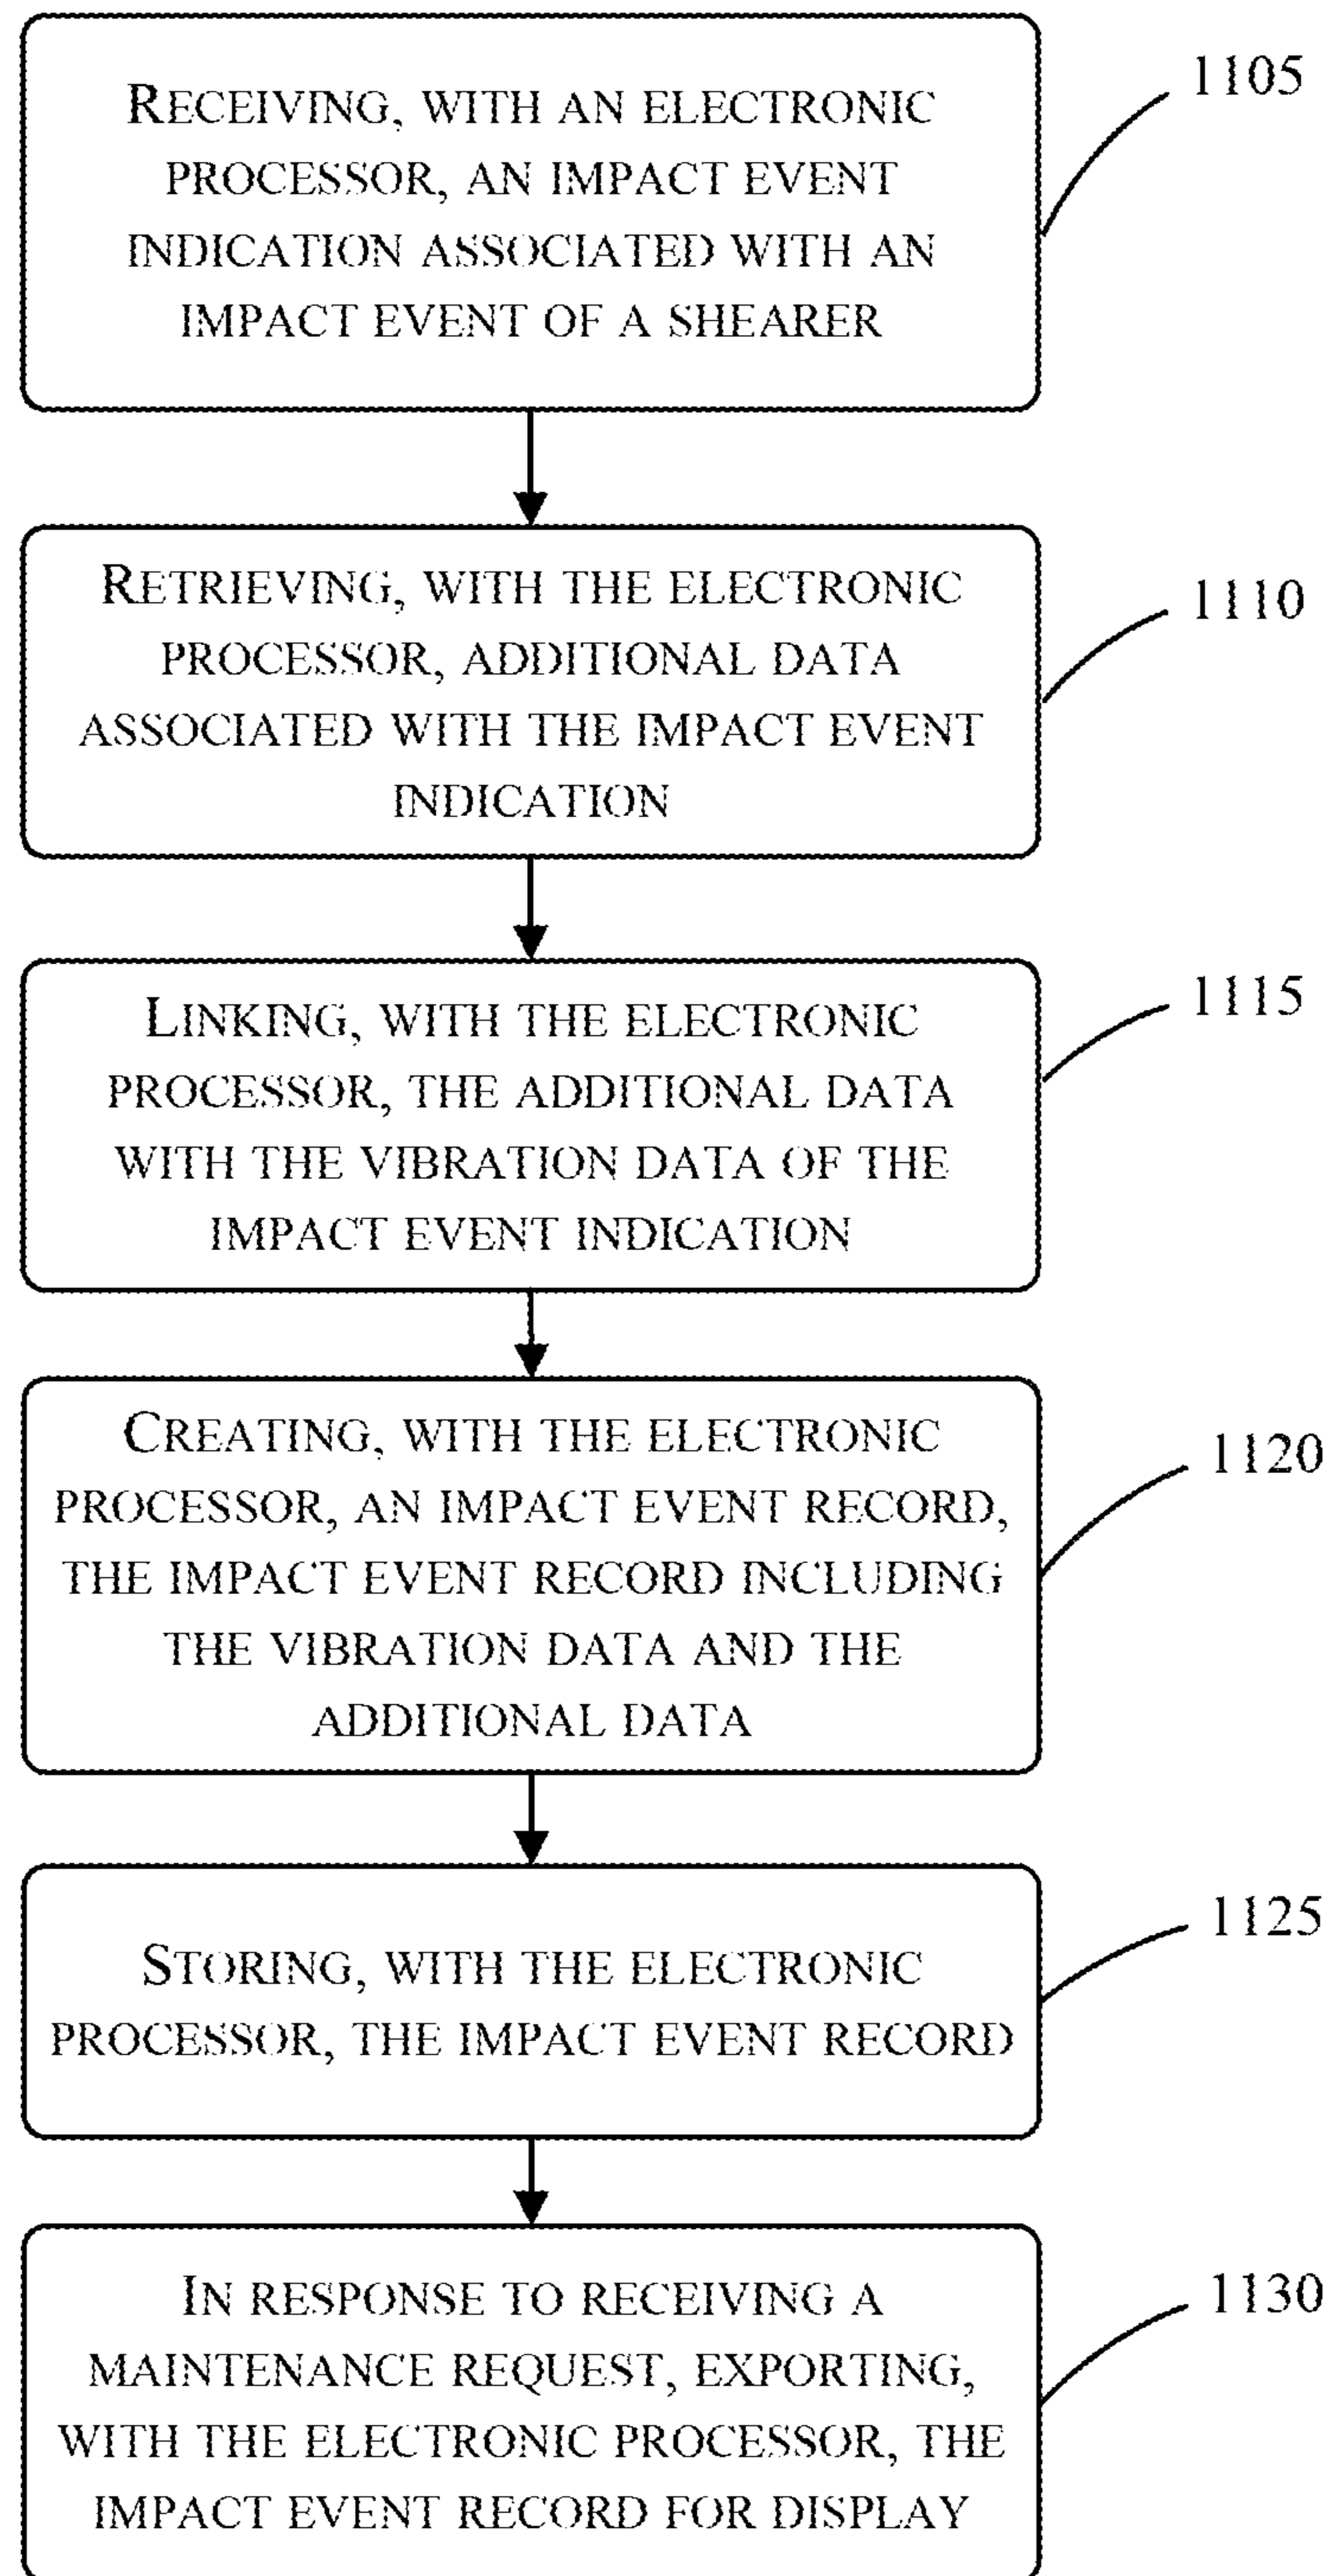 RECEIVING, WITH AN ELECTRONIC
PROCESSOR, AN IMPACT EVENT
INDICATION ASSOCIATED WITH AN
IMPACT EVENT OF A SHEARER
1105
RETRIEVING, WITH THE ELECTRONIC
PROCESSOR, ADDITIONAL DATA
ASSOCIATED WITH THE IMPACT EVENT
INDICATION
1110
LINKING, WITH THE ELECTRONIC
PROCESSOR, THE ADDITIONAL DATA
WITH THE VIBRATION DATA OF THE
IMPACT EVENT INDICATION
1115
CREATING, WITH THE ELECTRONIC
PROCESSOR, AN IMPACT EVENT RECORD,
THE IMPACT EVENT RECORD INCLUDING
THE VIBRATION DATA AND THE
ADDITIONAL DATA
1120
STORING, WITH THE ELECTRONIC
PROCESSOR, THE IMPACT EVENT RECORD
1125
IN RESPONSE TO RECEIVING A
MAINTENANCE REQUEST, EXPORTING,
WITH THE ELECTRONIC PROCESSOR, THE
IMPACT EVENT RECORD FOR DISPLAY
1130